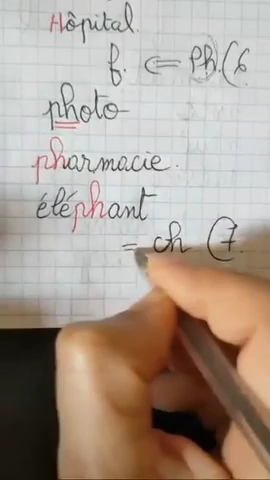 Hôpital
f. <= Ph (6
photo
pharmacie.
éléphant
= ch (7.